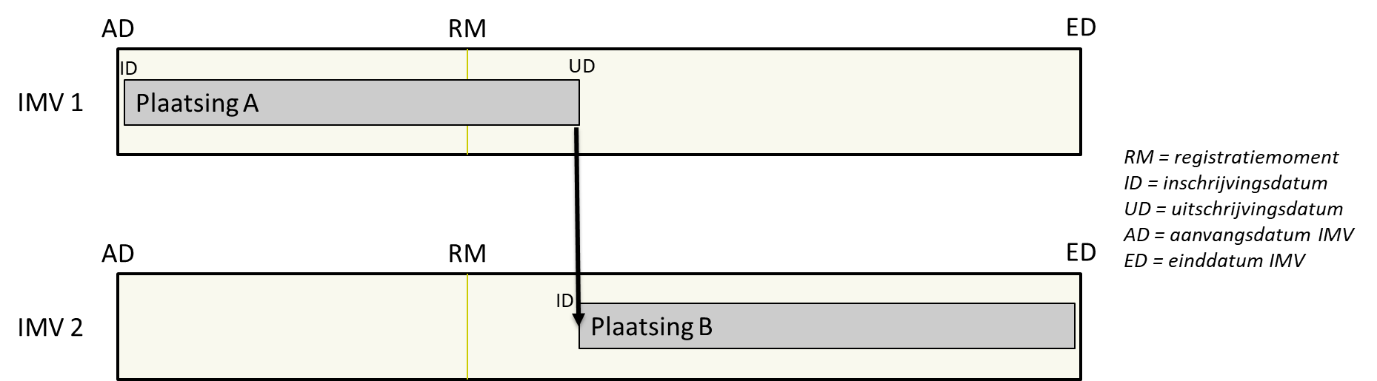 AD RM ED
ID UD
IMV 1 Plaatsing A
RM = registratiemoment
ID = inschrijvingsdatum
UD = uitschrijvingsdatum
AD = aanvangsdatum IMV
ED = einddatum IMV
AD RM ED
ID
IMV 2 Plaatsing B